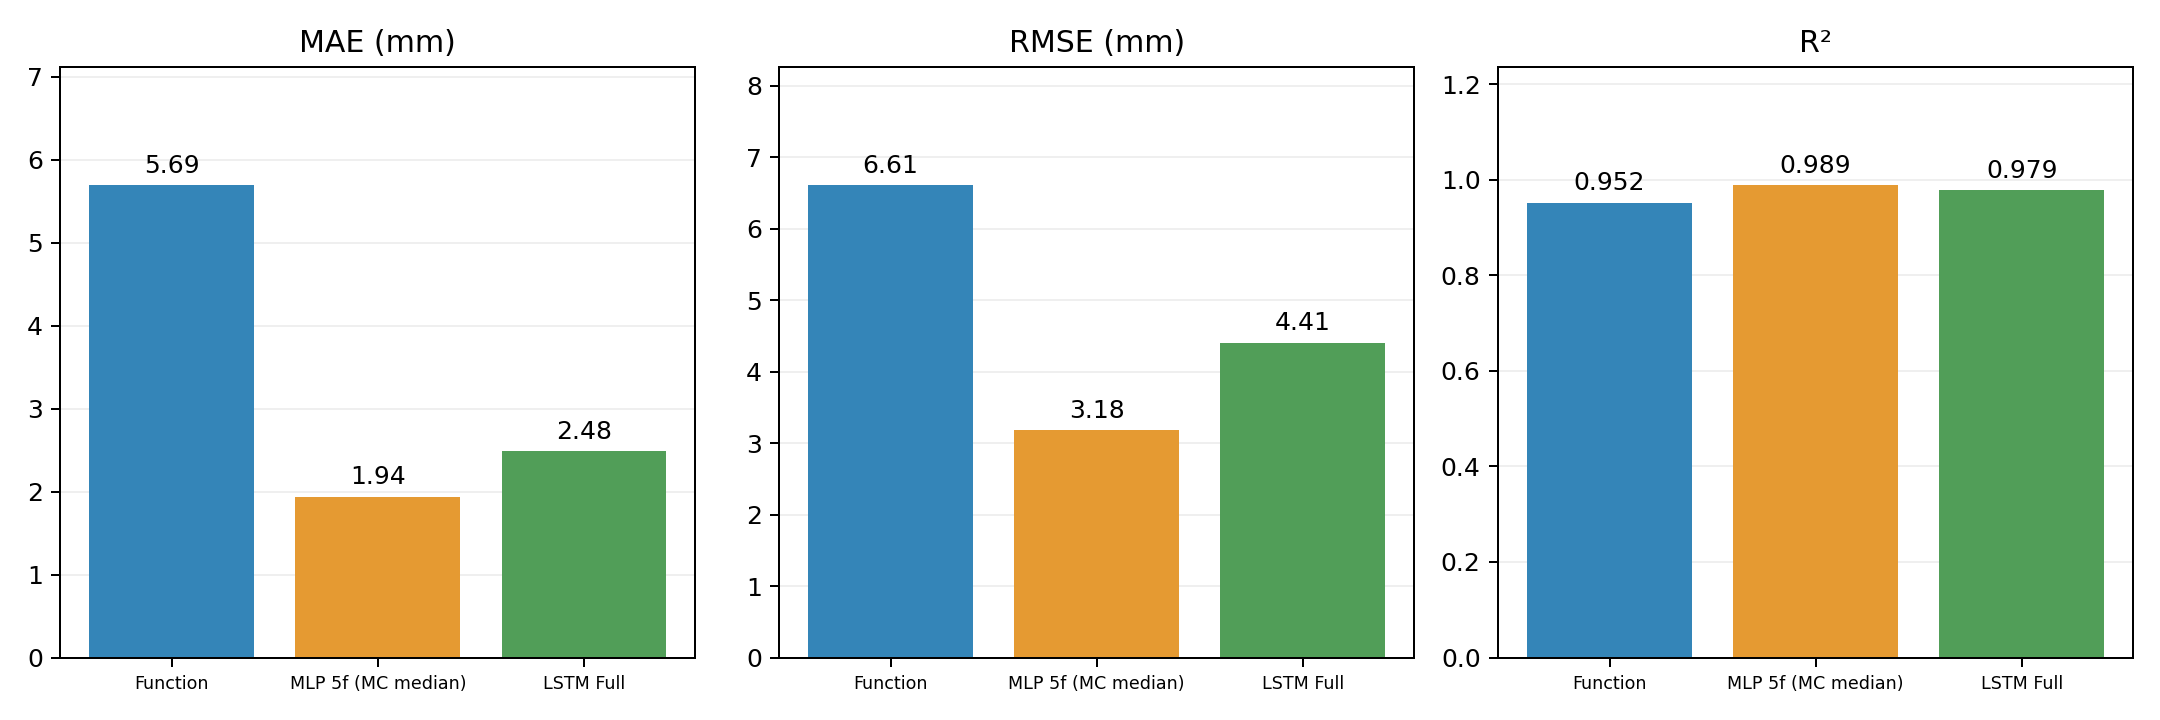 MAE (mm)
7
6
5
4
3
2
1
0
5.69
1.94
2.48
Function
MLP 5f (MC median)
LSTM Full
RMSE (mm)
8
7
6
5
4
3
2
1
0
6.61
3.18
4.41
Function
MLP 5f (MC median)
LSTM Full
R²
1.2
1.0
0.8
0.6
0.4
0.2
0.0
0.952
0.989
0.979
Function
MLP 5f (MC median)
LSTM Full